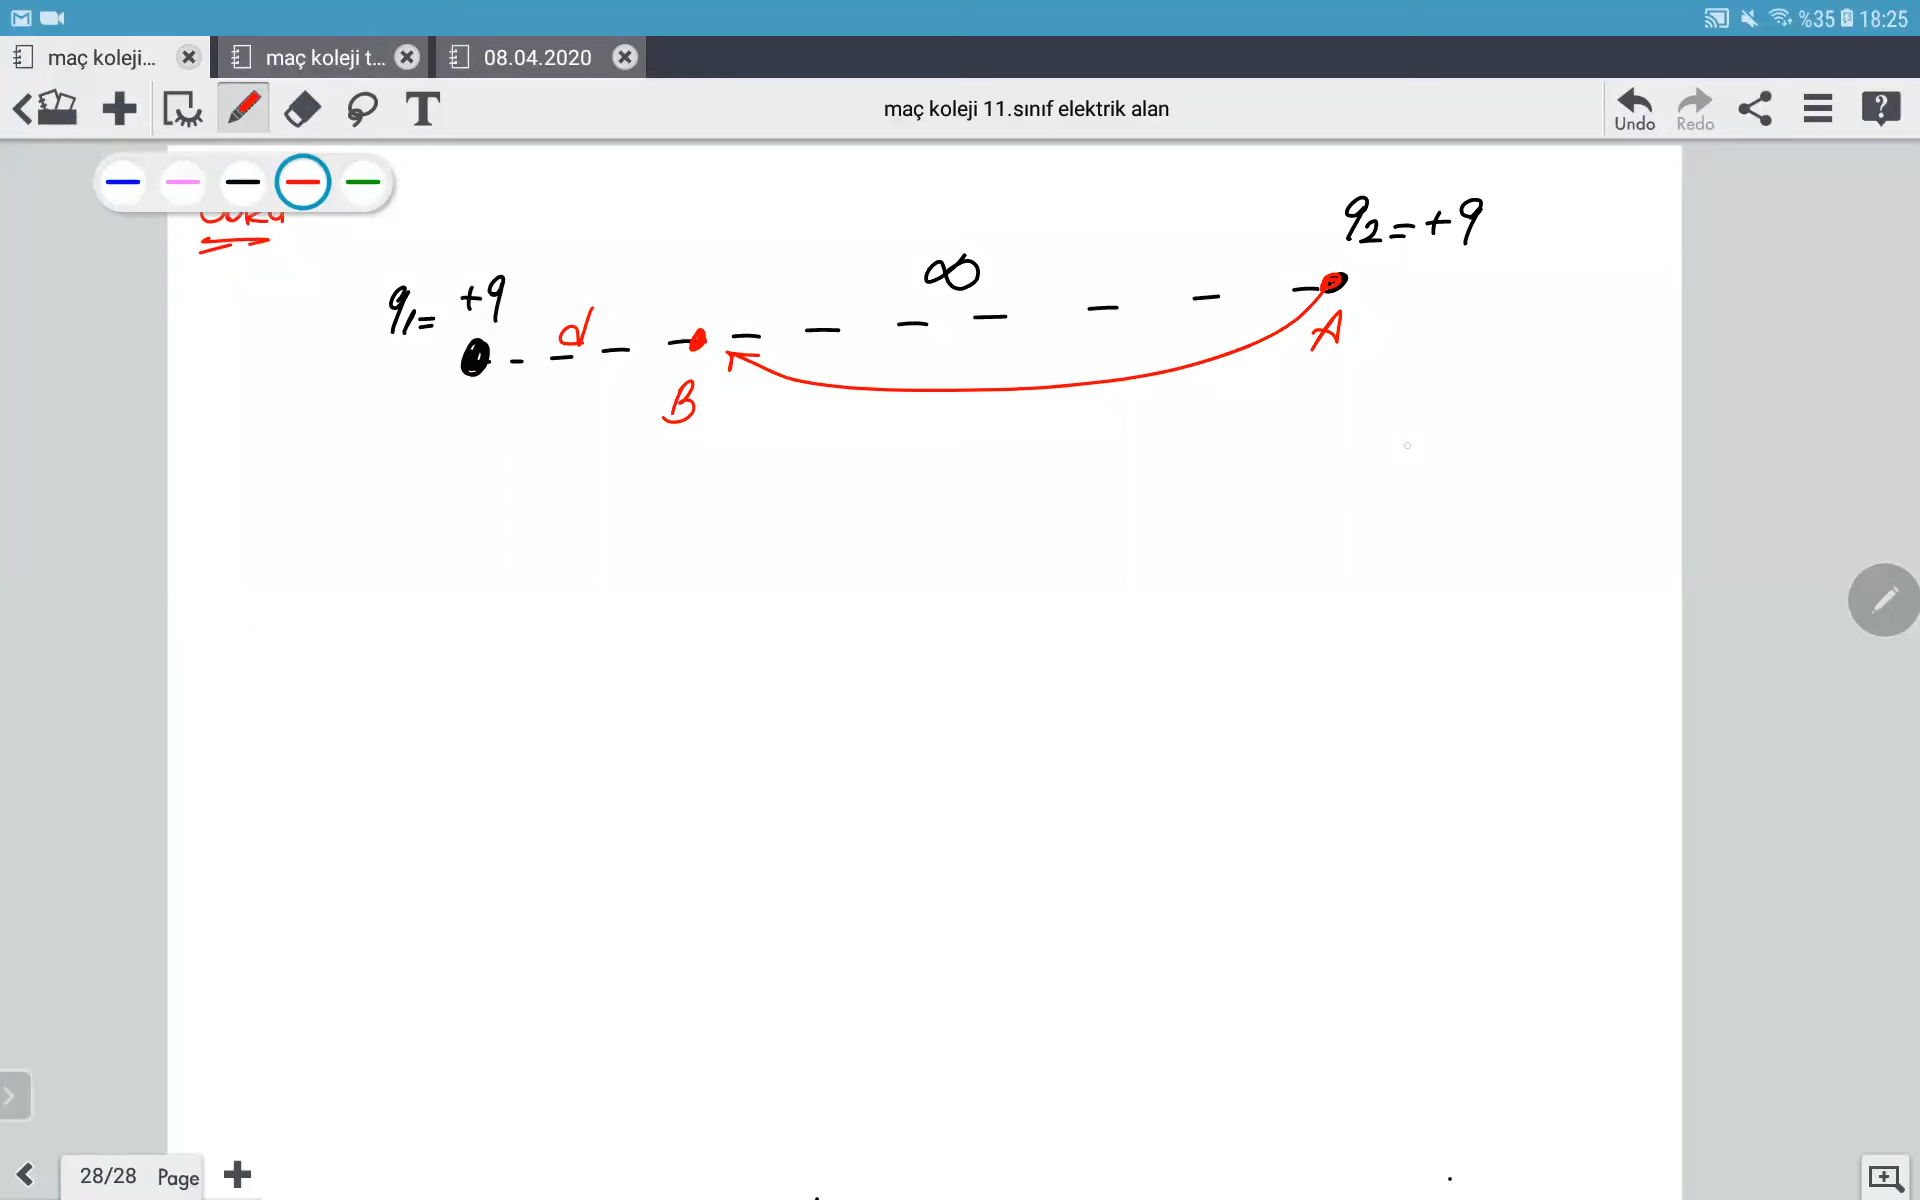 %35 18:25
maç koleji... maç koleji t... 08.04.2020
T maç koleji 11.sınıf elektrik alan Undo Redo ?
q2 = +q
∞
q1 = +q
d
A
B
28/28 Page